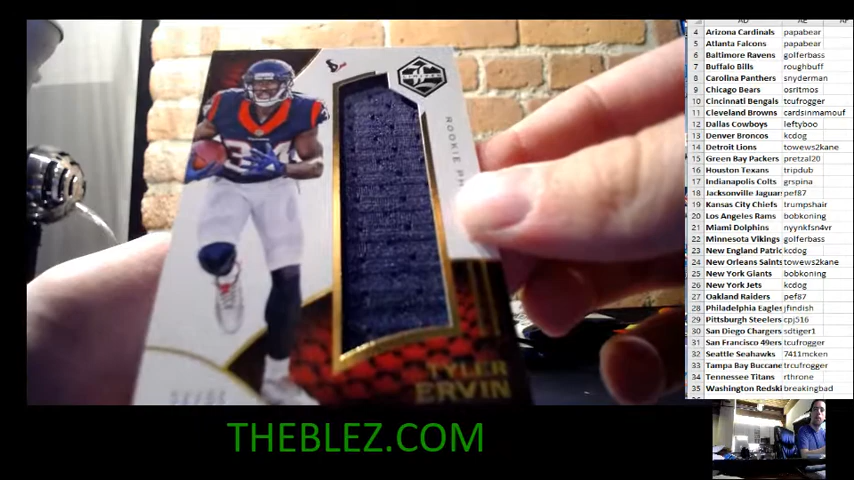 LIMITED
ROOKIE PH
34
TYLER
ERVIN
THEBLEZ.COM
AD AE AF
4 Arizona Cardinals papabear
5 Atlanta Falcons papabear
6 Baltimore Ravens golferbass
7 Buffalo Bills roughbuff
8 Carolina Panthers snyderman
9 Chicago Bears osritmos
10 Cincinnati Bengals tcufrogger
11 Cleveland Browns cardsinmamouf
12 Dallas Cowboys leftyboo
13 Denver Broncos kcdog
14 Detroit Lions towews2kane
15 Green Bay Packers pretzal20
16 Houston Texans tripdub
17 Indianapolis Colts grspina
18 Jacksonville Jaguar pef87
19 Kansas City Chiefs trumpshair
20 Los Angeles Rams bobkoning
21 Miami Dolphins nyynkfsn4vr
22 Minnesota Vikings golferbass
23 New England Patric kcdog
24 New Orleans Saints towews2kane
25 New York Giants bobkoning
26 New York Jets kcdog
27 Oakland Raiders pef87
28 Philadelphia Eagles jfindish
29 Pittsburgh Steelers cpj516
30 San Diego Chargers sdtiger1
31 San Francisco 49ers tcufrogger
32 Seattle Seahawks 7411mcken
33 Tampa Bay Buccane rtcufrogger
34 Tennessee Titans rthrone
35 Washington Redski breakingbad